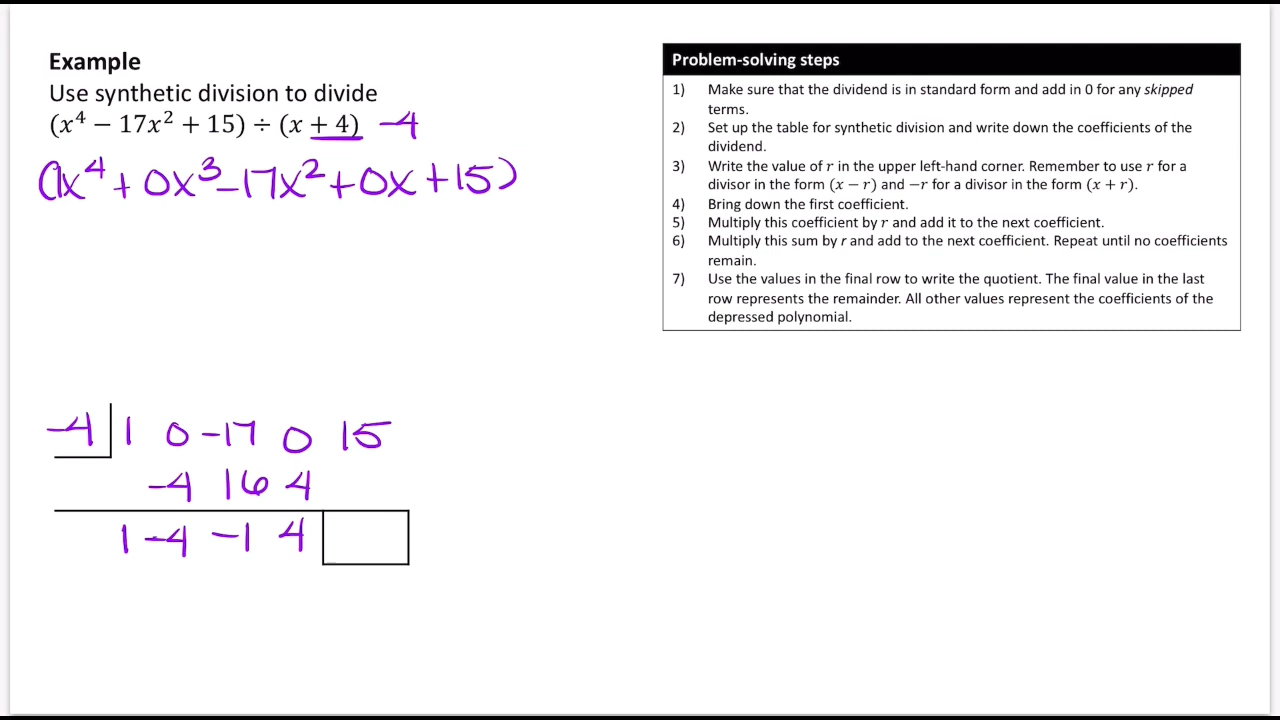 Example
Use synthetic division to divide
(x⁴ − 17x² + 15) ÷ (x + 4) -4
(1x⁴ + 0x³ - 17x² + 0x + 15)
Problem-solving steps
1) Make sure that the dividend is in standard form and add in 0 for any skipped
terms.
2) Set up the table for synthetic division and write down the coefficients of the
dividend.
3) Write the value of r in the upper left-hand corner. Remember to use r for a
divisor in the form (x − r) and −r for a divisor in the form (x + r).
4) Bring down the first coefficient.
5) Multiply this coefficient by r and add it to the next coefficient.
6) Multiply this sum by r and add to the next coefficient. Repeat until no coefficients
remain.
7) Use the values in the final row to write the quotient. The final value in the last
row represents the remainder. All other values represent the coefficients of the
depressed polynomial.
-4 1 0 -17 0 15
-4 16 4
1 -4 -1 4